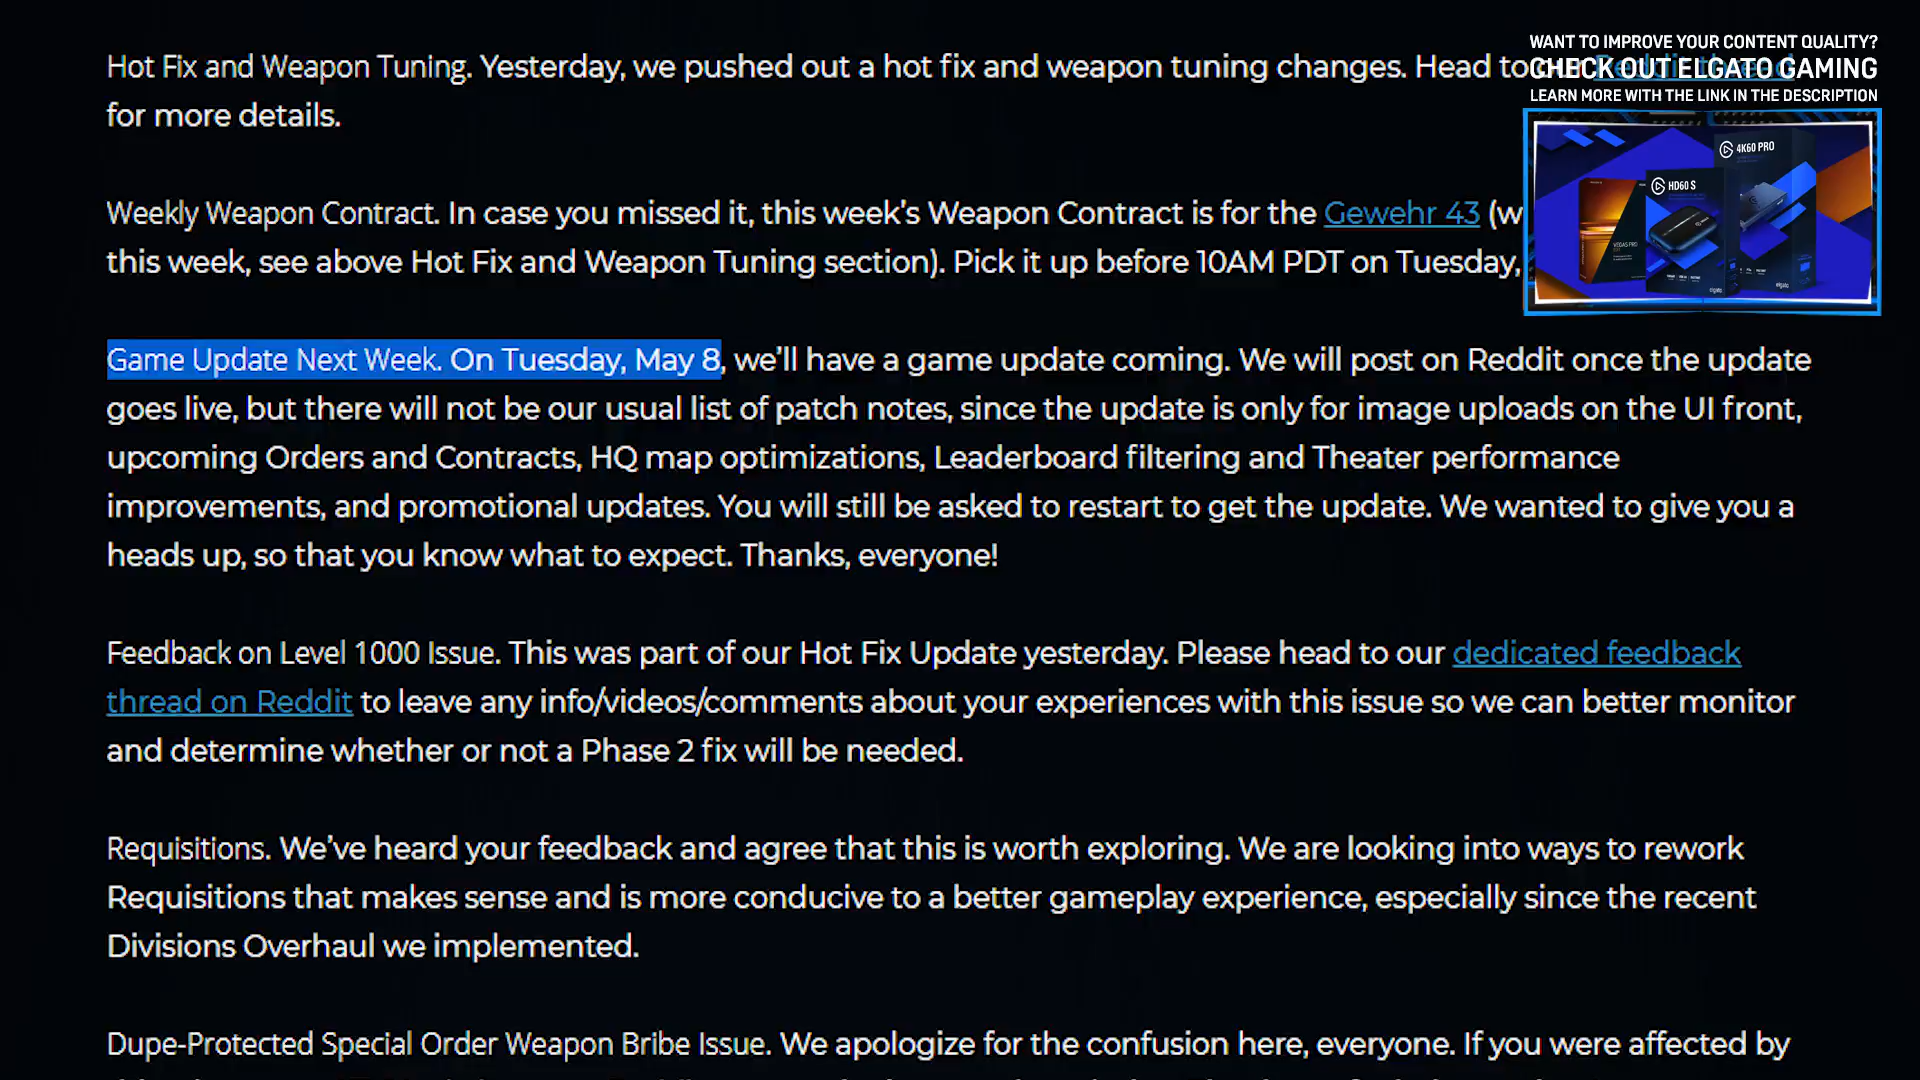 Hot Fix and Weapon Tuning. Yesterday, we pushed out a hot fix and weapon tuning changes. Head to our Reddit thread
for more details.
WANT TO IMPROVE YOUR CONTENT QUALITY?
CHECK OUT ELGATO GAMING
LEARN MORE WITH THE LINK IN THE DESCRIPTION
4K60 PRO
HD60 S
VEGAS PRO
elgato
elgato
Weekly Weapon Contract. In case you missed it, this week's Weapon Contract is for the Gewehr 43 (w
this week, see above Hot Fix and Weapon Tuning section). Pick it up before 10AM PDT on Tuesday,
Game Update Next Week. On Tuesday, May 8, we'll have a game update coming. We will post on Reddit once the update
goes live, but there will not be our usual list of patch notes, since the update is only for image uploads on the UI front,
upcoming Orders and Contracts, HQ map optimizations, Leaderboard filtering and Theater performance
improvements, and promotional updates. You will still be asked to restart to get the update. We wanted to give you a
heads up, so that you know what to expect. Thanks, everyone!
Feedback on Level 1000 Issue. This was part of our Hot Fix Update yesterday. Please head to our dedicated feedback
thread on Reddit to leave any info/videos/comments about your experiences with this issue so we can better monitor
and determine whether or not a Phase 2 fix will be needed.
Requisitions. We've heard your feedback and agree that this is worth exploring. We are looking into ways to rework
Requisitions that makes sense and is more conducive to a better gameplay experience, especially since the recent
Divisions Overhaul we implemented.
Dupe-Protected Special Order Weapon Bribe Issue. We apologize for the confusion here, everyone. If you were affected by